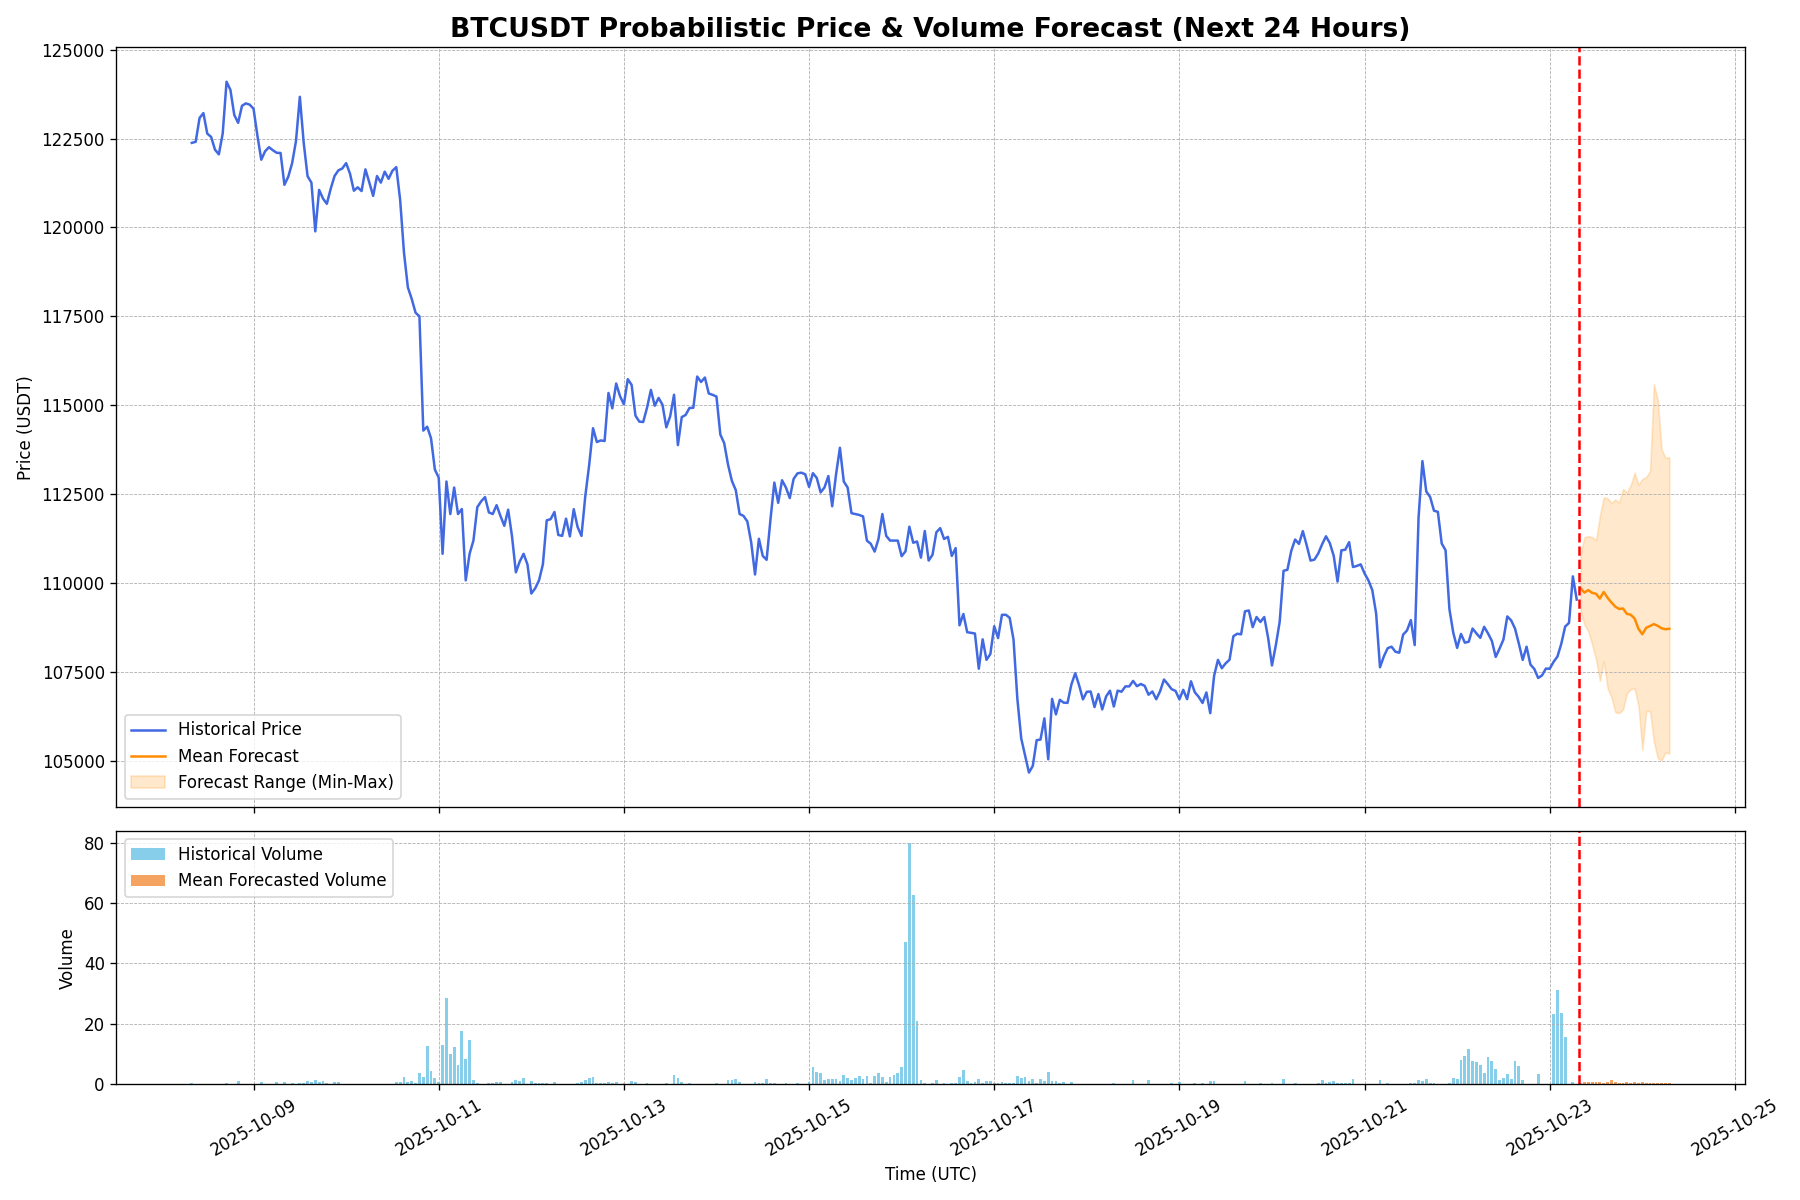 BTCUSDT Probabilistic Price & Volume Forecast (Next 24 Hours)
125000
122500
120000
117500
115000
112500
110000
107500
105000
Price (USDT)
Historical Price
Mean Forecast
Forecast Range (Min-Max)
80
60
40
20
0
Volume
Historical Volume
Mean Forecasted Volume
2025-10-09
2025-10-11
2025-10-13
2025-10-15
2025-10-17
2025-10-19
2025-10-21
2025-10-23
2025-10-25
Time (UTC)